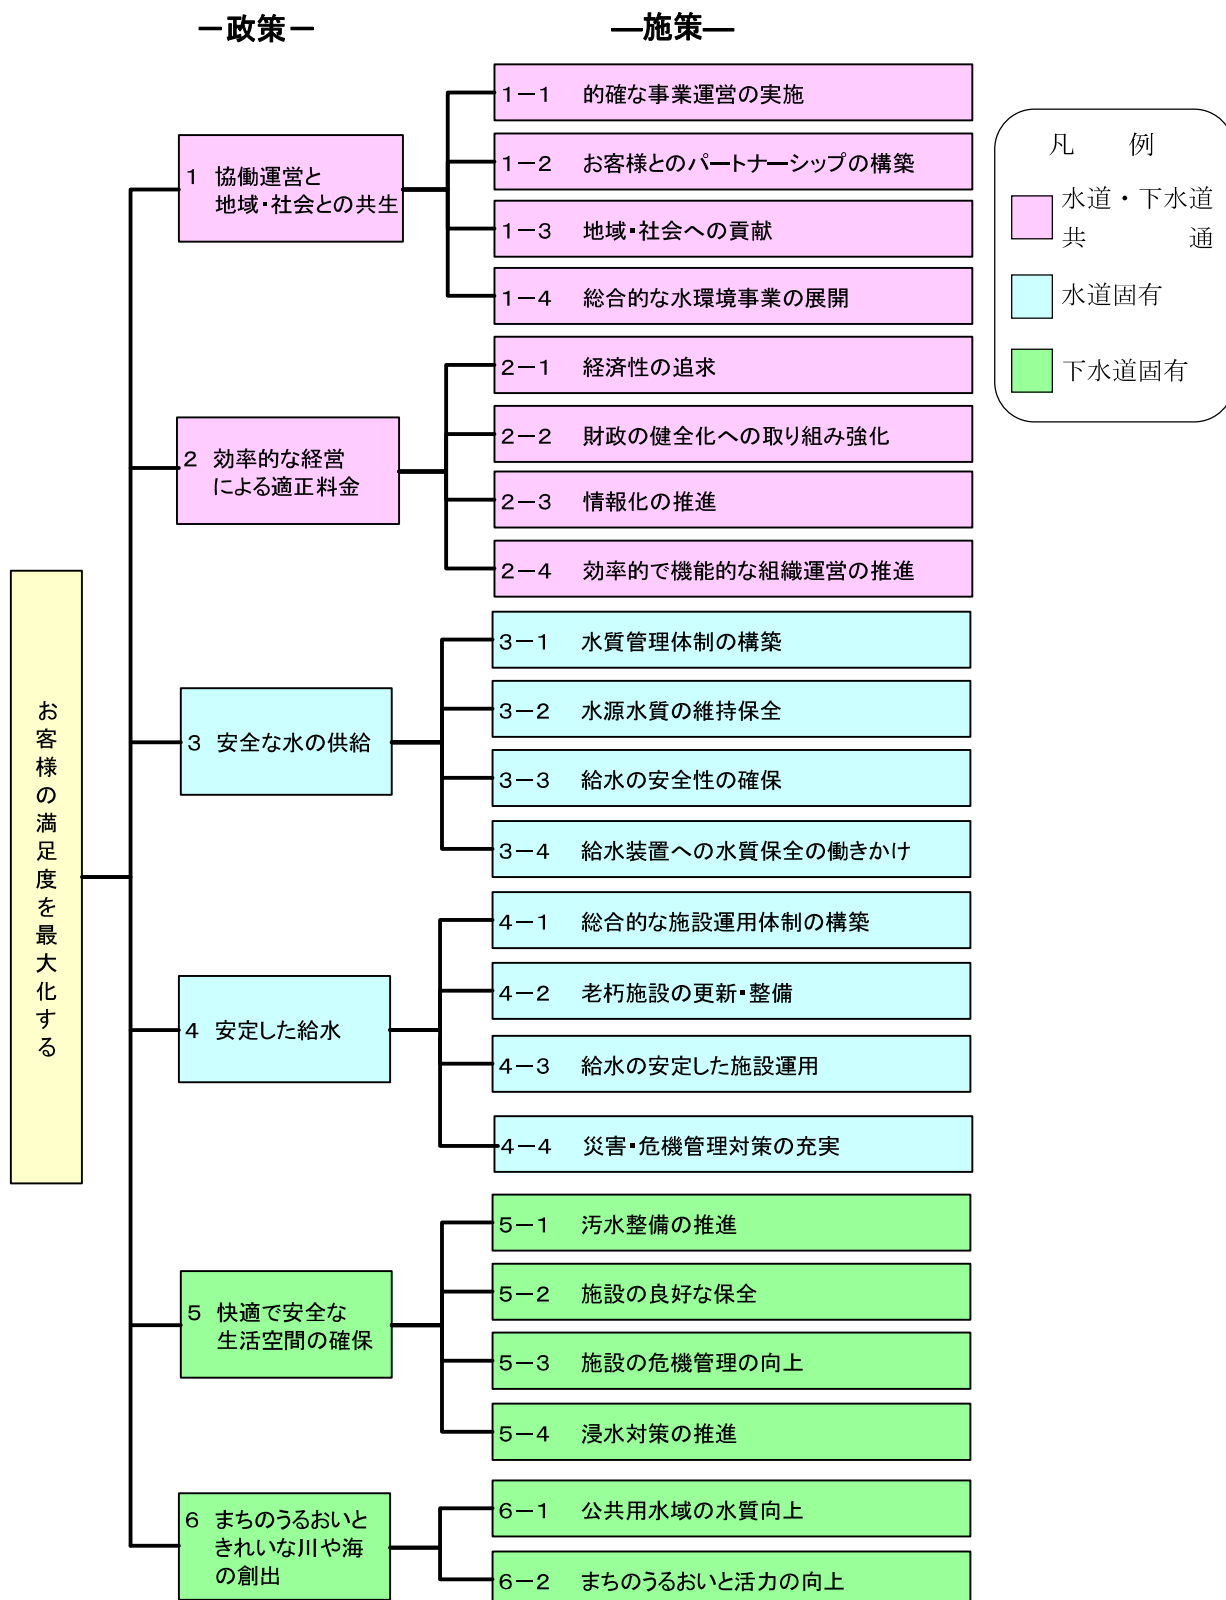 －政策－
―施策―
お客様の満足度を最大化する
1 協働運営と
地域・社会との共生
1－1 的確な事業運営の実施
1－2 お客様とのパートナーシップの構築
1－3 地域・社会への貢献
1－4 総合的な水環境事業の展開
2 効率的な経営
による適正料金
2－1 経済性の追求
2－2 財政の健全化への取り組み強化
2－3 情報化の推進
2－4 効率的で機能的な組織運営の推進
3 安全な水の供給
3－1 水質管理体制の構築
3－2 水源水質の維持保全
3－3 給水の安全性の確保
3－4 給水装置への水質保全の働きかけ
4 安定した給水
4－1 総合的な施設運用体制の構築
4－2 老朽施設の更新・整備
4－3 給水の安定した施設運用
4－4 災害・危機管理対策の充実
5 快適で安全な
生活空間の確保
5－1 汚水整備の推進
5－2 施設の良好な保全
5－3 施設の危機管理の向上
5－4 浸水対策の推進
6 まちのうるおいと
きれいな川や海
の創出
6－1 公共用水域の水質向上
6－2 まちのうるおいと活力の向上
凡 例
水道・下水道
共 通
水道固有
下水道固有